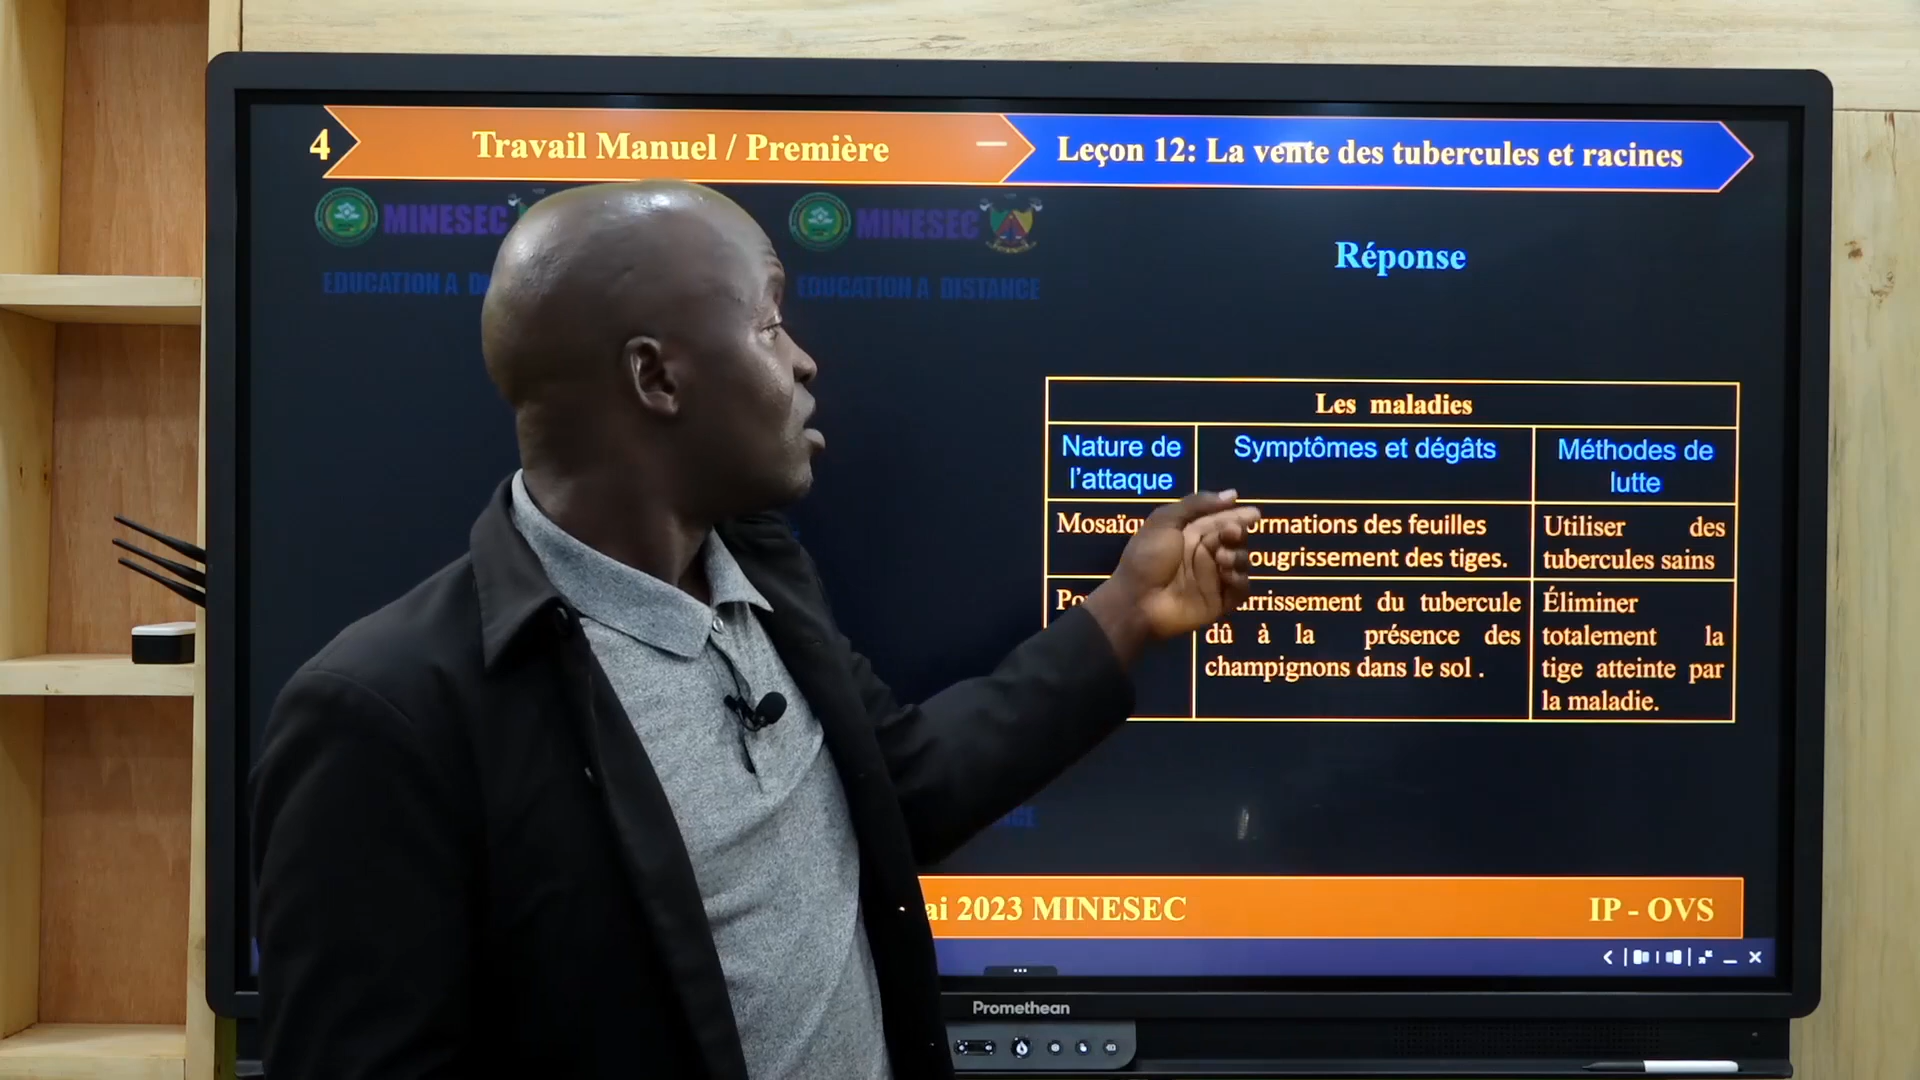 4
Travail Manuel / Première
Leçon 12: La vente des tubercules et racines
MINESEC
MINESEC
EDUCATION A
EDUCATION A DISTANCE
Réponse
Les maladies
Nature de
l'attaque
Symptômes et dégâts
Méthodes de
lutte
des feuilles
des tiges.
Utiliser des
tubercules sains
du tubercule
dû à la présence des
champignons dans le sol .
Éliminer
totalement la
tige atteinte par
la maladie.
2023 MINESEC
IP - OVS
Promethean